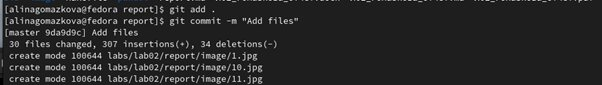 [alinagomazkova@fedora report]$ git add .
[alinagomazkova@fedora report]$ git commit -m "Add files"
[master 9da9d9c] Add files
 30 files changed, 307 insertions(+), 34 deletions(-)
 create mode 100644 labs/lab02/report/image/1.jpg
 create mode 100644 labs/lab02/report/image/10.jpg
 create mode 100644 labs/lab02/report/image/11.jpg